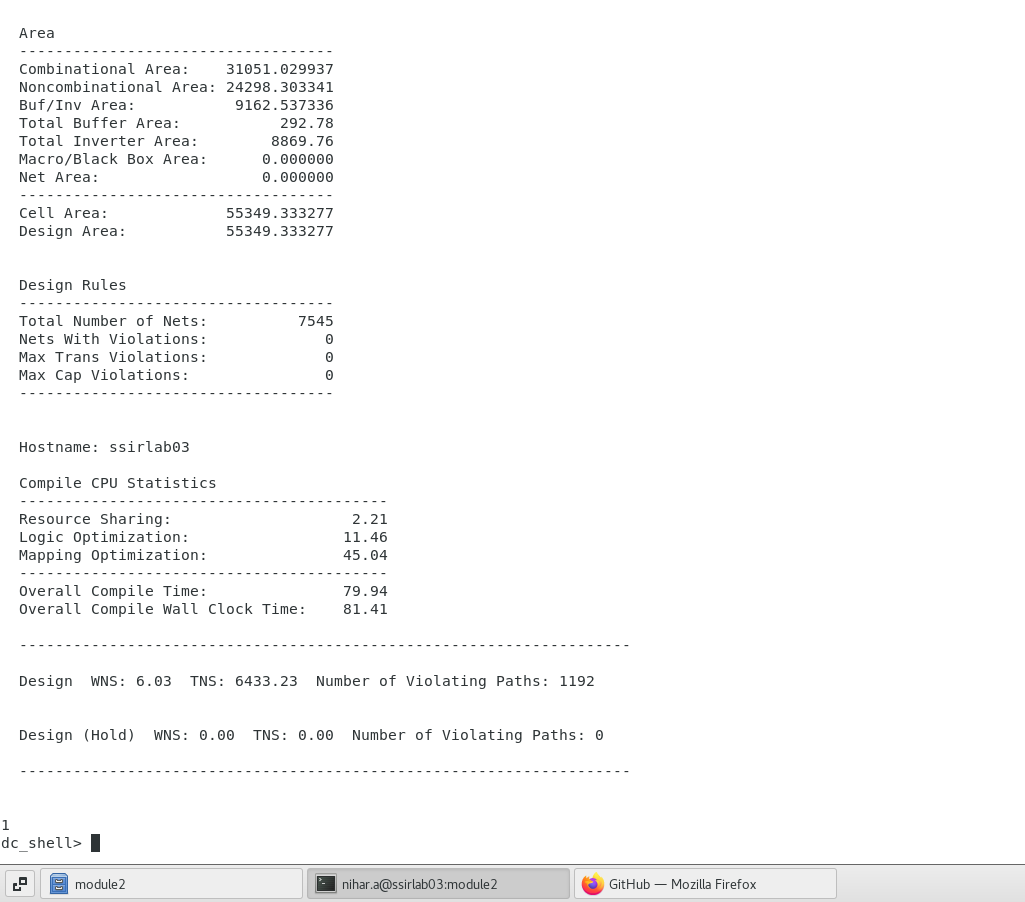 Area
-----------------------------------
Combinational Area:    31051.029937
Noncombinational Area: 24298.303341
Buf/Inv Area:           9162.537336
Total Buffer Area:           292.78
Total Inverter Area:        8869.76
Macro/Black Box Area:      0.000000
Net Area:                  0.000000
-----------------------------------
Cell Area:             55349.333277
Design Area:           55349.333277
Design Rules
-----------------------------------
Total Number of Nets:          7545
Nets With Violations:             0
Max Trans Violations:             0
Max Cap Violations:               0
-----------------------------------
Hostname: ssirlab03
Compile CPU Statistics
-----------------------------------------
Resource Sharing:                    2.21
Logic Optimization:                 11.46
Mapping Optimization:               45.04
-----------------------------------------
Overall Compile Time:               79.94
Overall Compile Wall Clock Time:    81.41
--------------------------------------------------------------------
Design  WNS: 6.03  TNS: 6433.23  Number of Violating Paths: 1192
Design (Hold)  WNS: 0.00  TNS: 0.00  Number of Violating Paths: 0
--------------------------------------------------------------------
1
dc_shell>
module2
nihar.a@ssirlab03:module2
GitHub — Mozilla Firefox